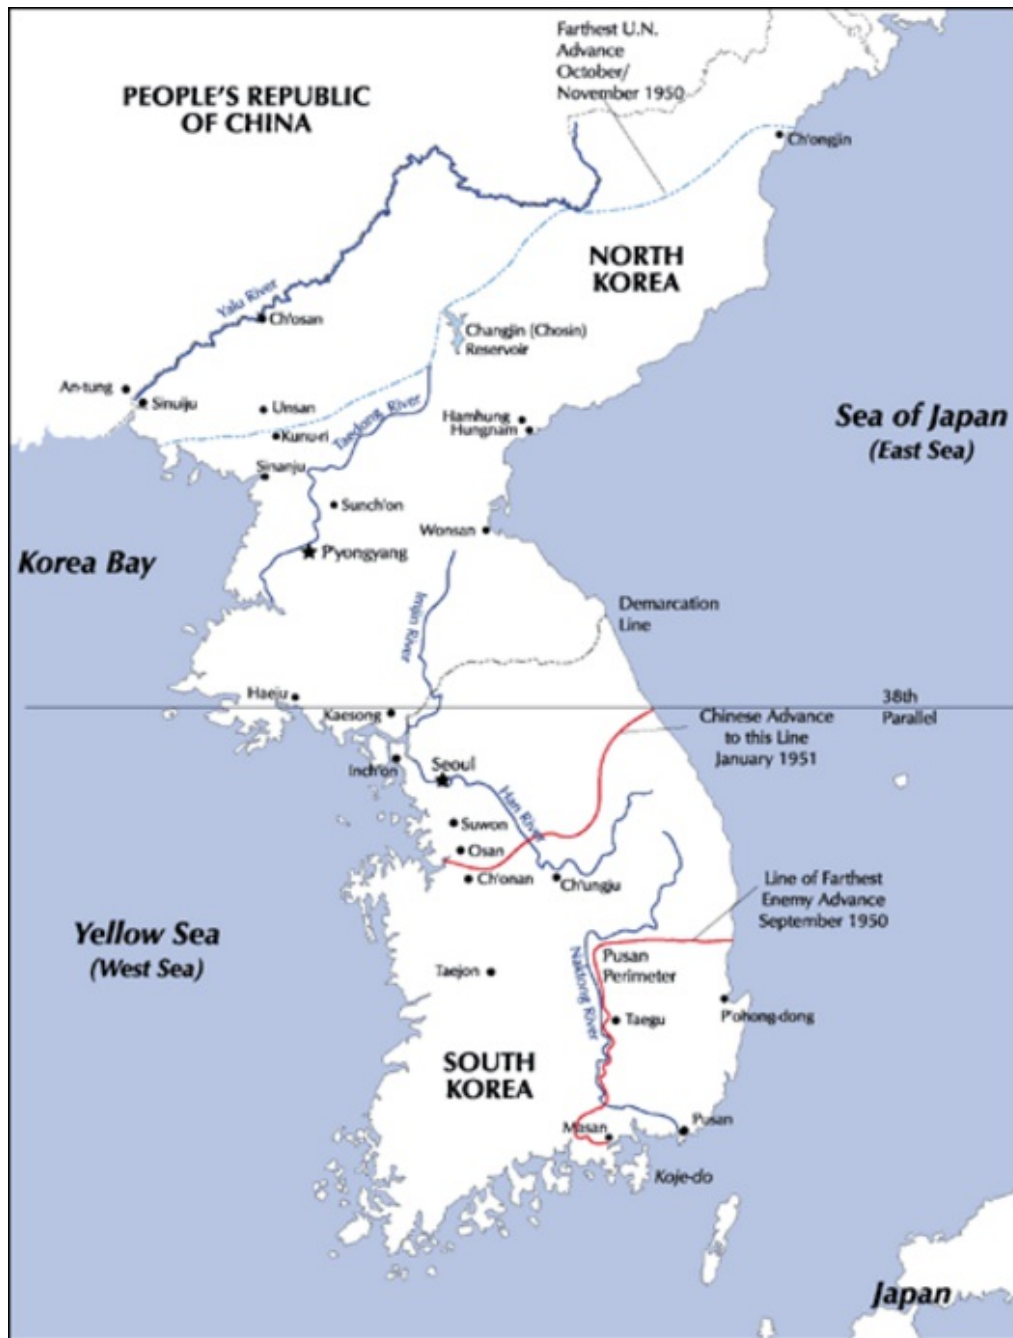 Farthest U.N.
Advance
October/
November 1950
PEOPLE'S REPUBLIC
OF CHINA
Ch'ongjin
NORTH
KOREA
Yalu River
Ch'osan
Changjin (Chosin)
Reservoir
An-tung
Sinuiju
Unsan
Taedong River
Hamhung
Hungnam
Kunu-ri
Sea of Japan
(East Sea)
Sinanju
Sunch'on
Wonsan
P'yongyang
Korea Bay
Imjin River
Demarcation
Line
Haeju
Kaesong
38th
Parallel
Chinese Advance
to this Line
January 1951
Inch'on
Seoul
Han River
Suwon
Osan
Ch'onan
Ch'ungju
Line of Farthest
Enemy Advance
September 1950
Yellow Sea
(West Sea)
Naktong River
Pusan
Perimeter
Taejon
Taegu
P'ohong-dong
SOUTH
KOREA
Masan
Pusan
Koje-do
Japan